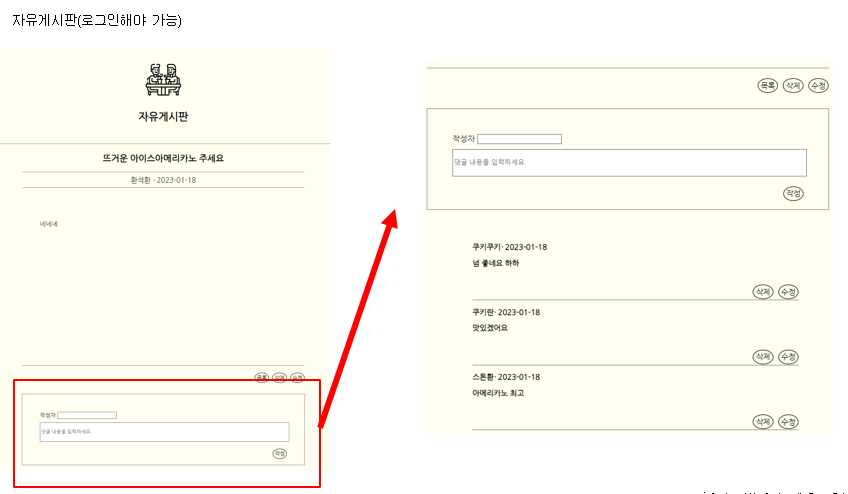 자유게시판(로그인해야 가능)
자유게시판
뜨거운 아이스아메리카노 주세요
환석환 · 2023-01-18
네네네
목록 삭제 수정
작성자
댓글 내용을 입력하세요.
작성
목록 삭제 수정
작성자
댓글 내용을 입력하세요.
작성
쿠키쿠키· 2023-01-18
넘 좋네요 하하
삭제 수정
쿠키란· 2023-01-18
맛있겠어요
삭제 수정
스톤환· 2023-01-18
아메리카노 최고
삭제 수정